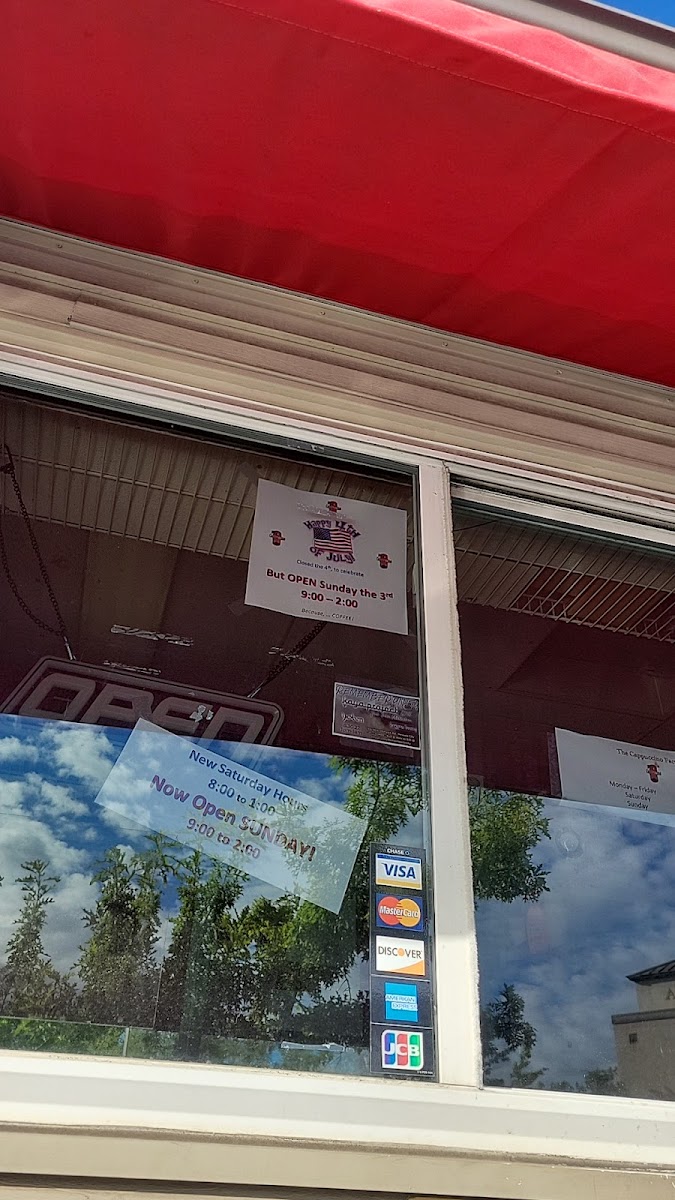 Happy 4th
OF JULY!
Closed the 4th, to celebrate
But OPEN Sunday the 3rd
9:00 – 2:00
Because ... COFFEE!
OPEN
New Saturday Hours
8:00 to 1:00
Now Open SUNDAY!
9:00 to 2:00
The Cappuccino
Monday – Friday
Saturday
Sunday
CHASE
VISA
MasterCard
DISCOVER
AMERICAN EXPRESS
JCB